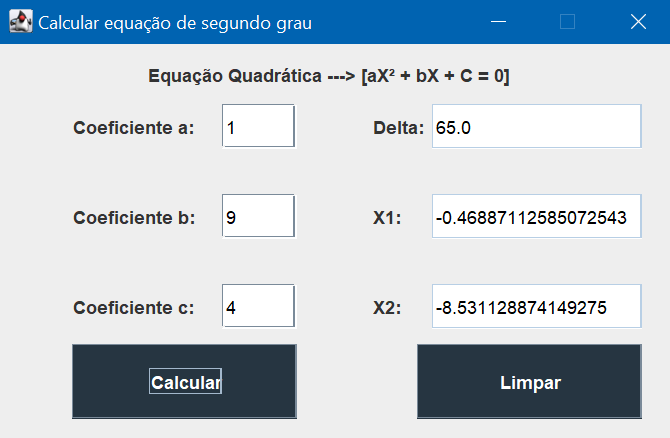 Calcular equação de segundo grau
Equação Quadrática ---> [aX² + bX + C = 0]
Coeficiente a: 1 Delta: 65.0
Coeficiente b: 9 X1: -0.46887112585072543
Coeficiente c: 4 X2: -8.531128874149275
Calcular Limpar